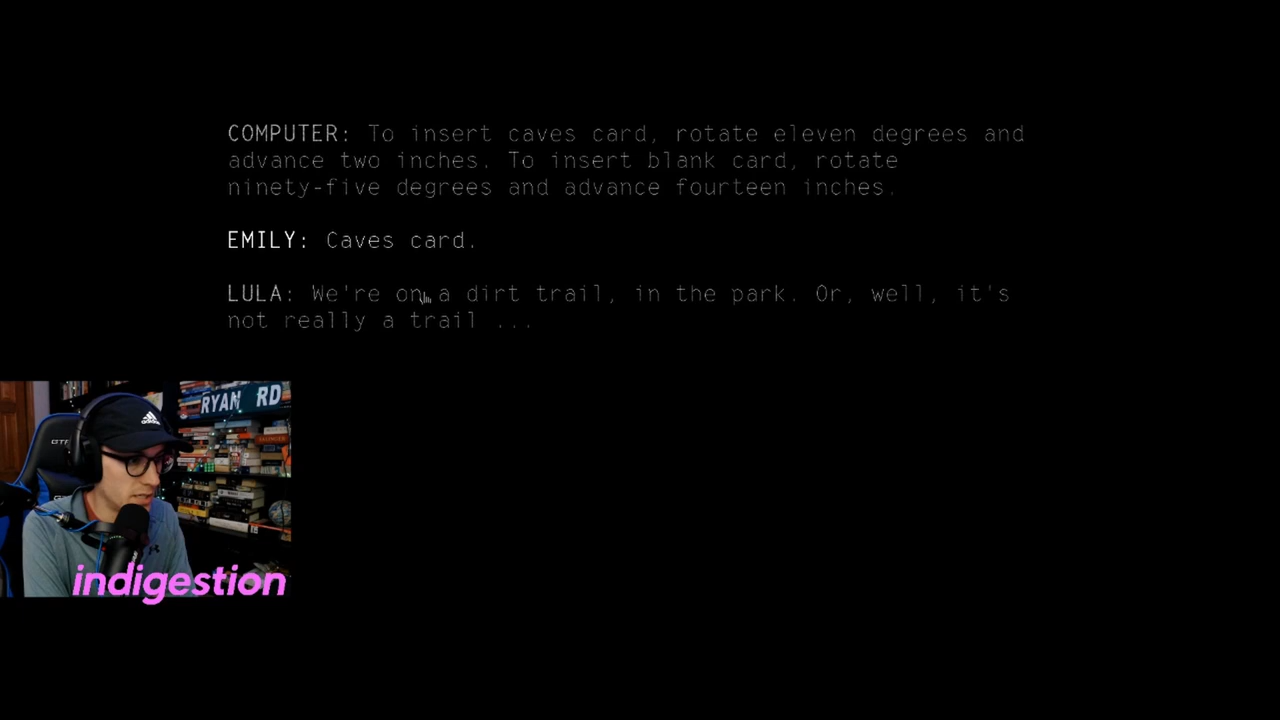 COMPUTER: To insert caves card, rotate eleven degrees and
advance two inches. To insert blank card, rotate
ninety-five degrees and advance fourteen inches.
EMILY: Caves card.
LULA: We're on a dirt trail, in the park. Or, well, it's
not really a trail ...
RYAN RD
adidas
indigestion